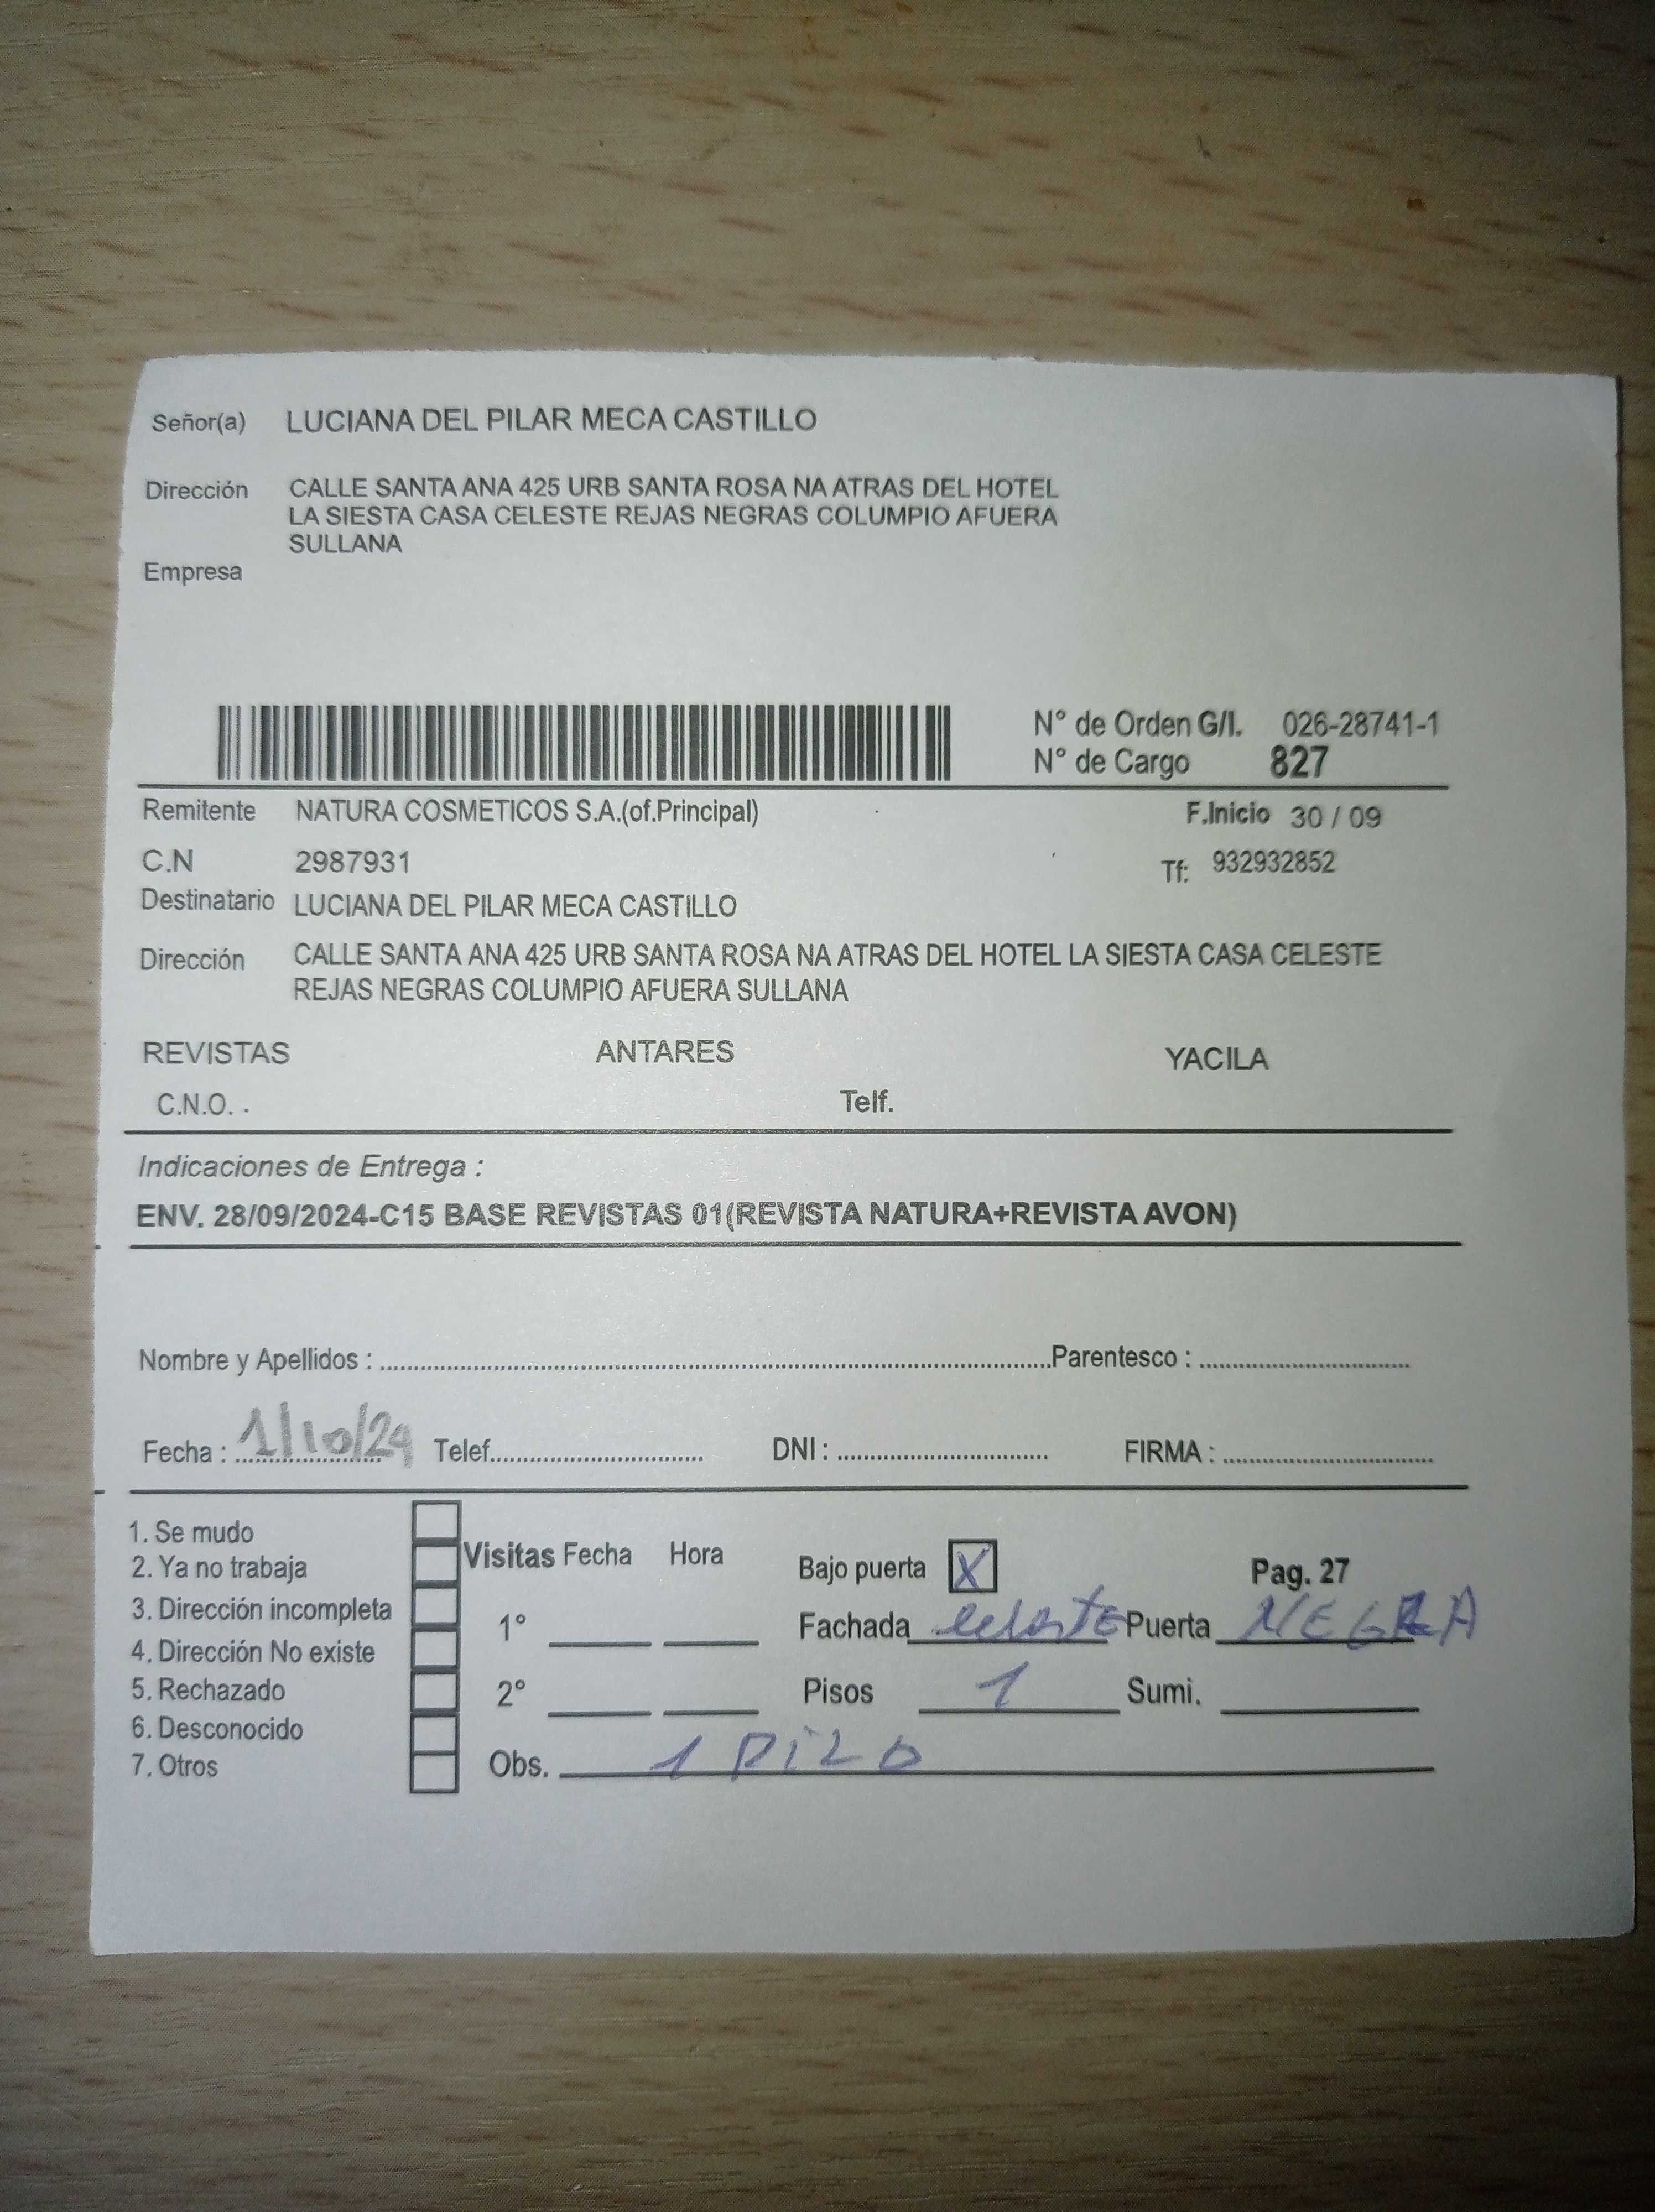 Señor(a) LUCIANA DEL PILAR MECA CASTILLO
Dirección CALLE SANTA ANA 425 URB SANTA ROSA NA ATRAS DEL HOTEL
LA SIESTA CASA CELESTE REJAS NEGRAS COLUMPIO AFUERA
SULLANA
Empresa
N° de Orden G/I. 026-28741-1
N° de Cargo 827
Remitente NATURA COSMETICOS S.A.(of.Principal) F.Inicio 30 / 09
C.N 2987931 Tf: 932932852
Destinatario LUCIANA DEL PILAR MECA CASTILLO
Dirección CALLE SANTA ANA 425 URB SANTA ROSA NA ATRAS DEL HOTEL LA SIESTA CASA CELESTE
REJAS NEGRAS COLUMPIO AFUERA SULLANA
REVISTAS ANTARES YACILA
C.N.O. . Telf.
Indicaciones de Entrega :
ENV. 28/09/2024-C15 BASE REVISTAS 01(REVISTA NATURA+REVISTA AVON)
Nombre y Apellidos : Parentesco :
Fecha : 1/10/24 Telef. DNI : FIRMA :
1. Se mudo
2. Ya no trabaja
3. Dirección incompleta
4. Dirección No existe
5. Rechazado
6. Desconocido
7. Otros
Visitas Fecha Hora
1°
2°
Bajo puerta X Pag. 27
Fachada celeste Puerta NEGRA
Pisos 1 Sumi.
Obs. 1 PiZo